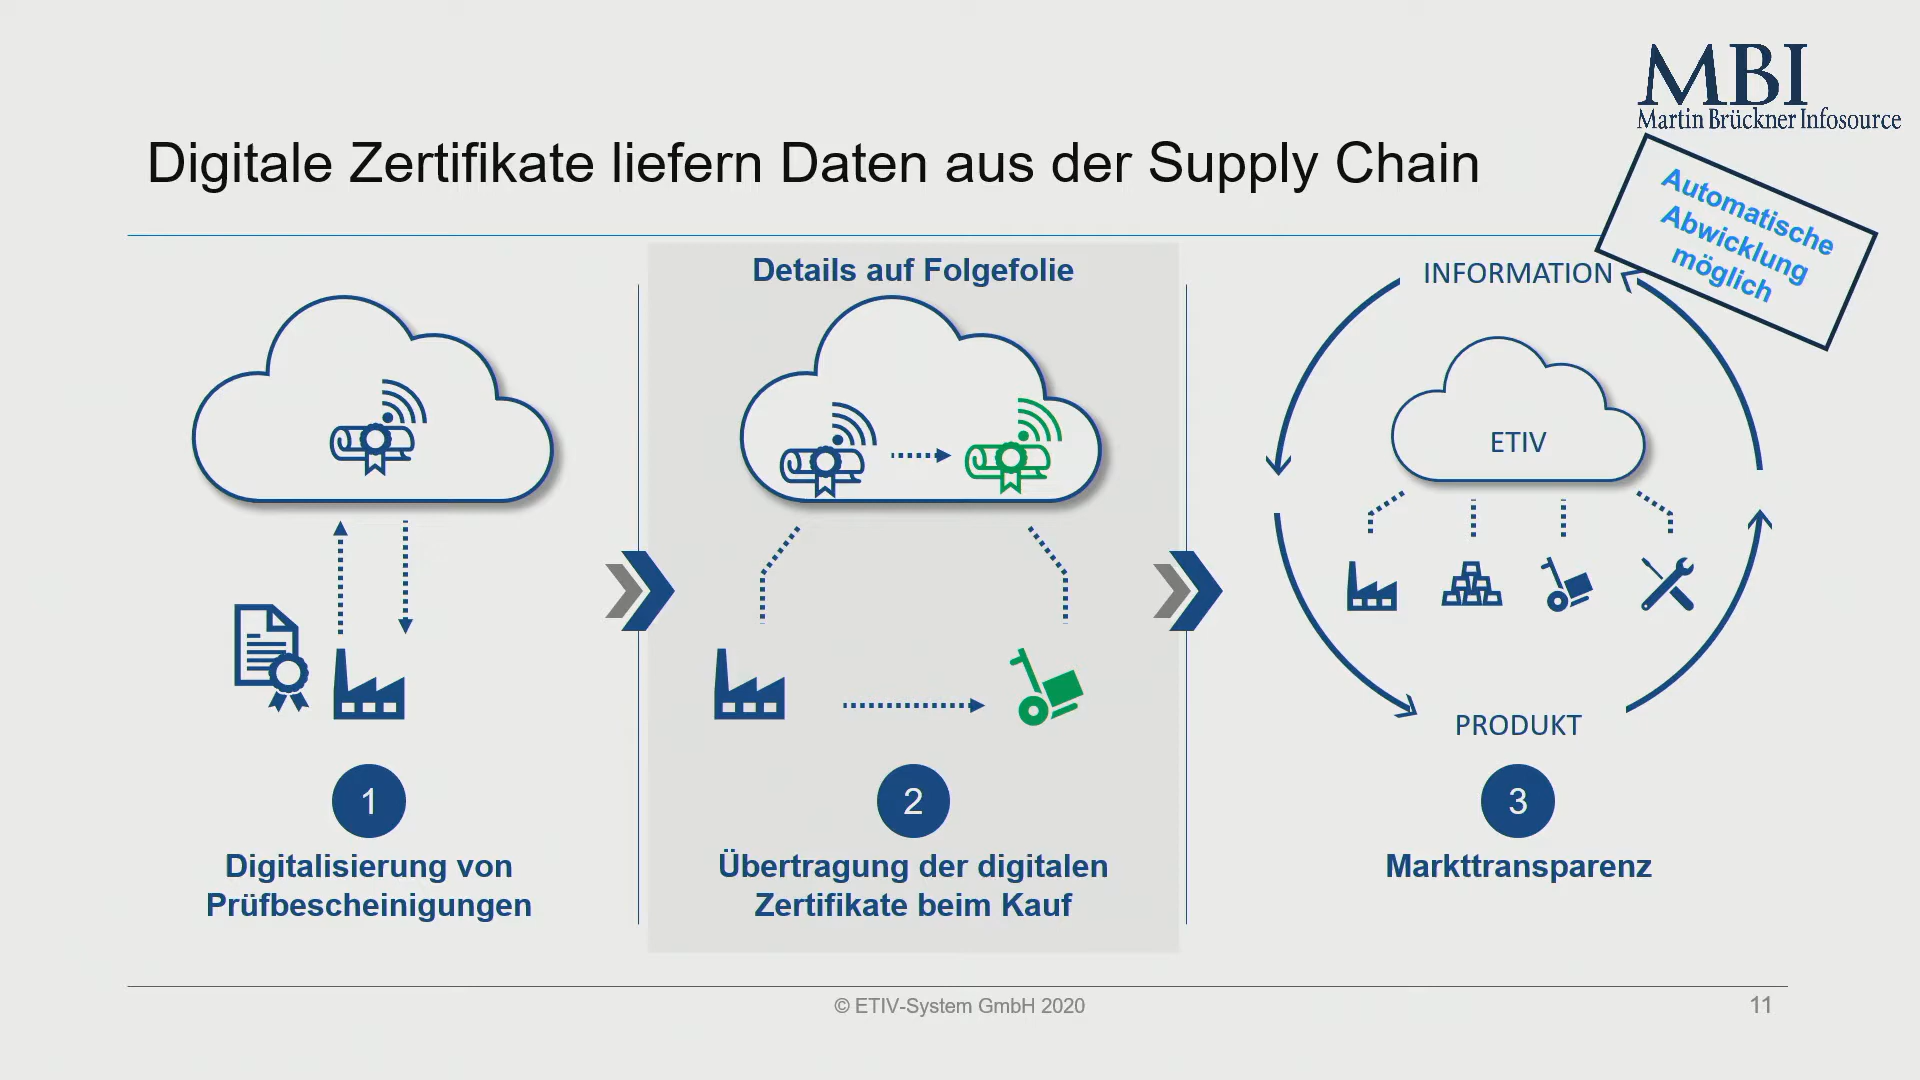 MBI
Martin Brückner Infosource
Digitale Zertifikate liefern Daten aus der Supply Chain
Automatische
Abwicklung
möglich
Details auf Folgefolie
INFORMATION
ETIV
PRODUKT
1
Digitalisierung von
Prüfbescheinigungen
2
Übertragung der digitalen
Zertifikate beim Kauf
3
Markttransparenz
© ETIV-System GmbH 2020
11